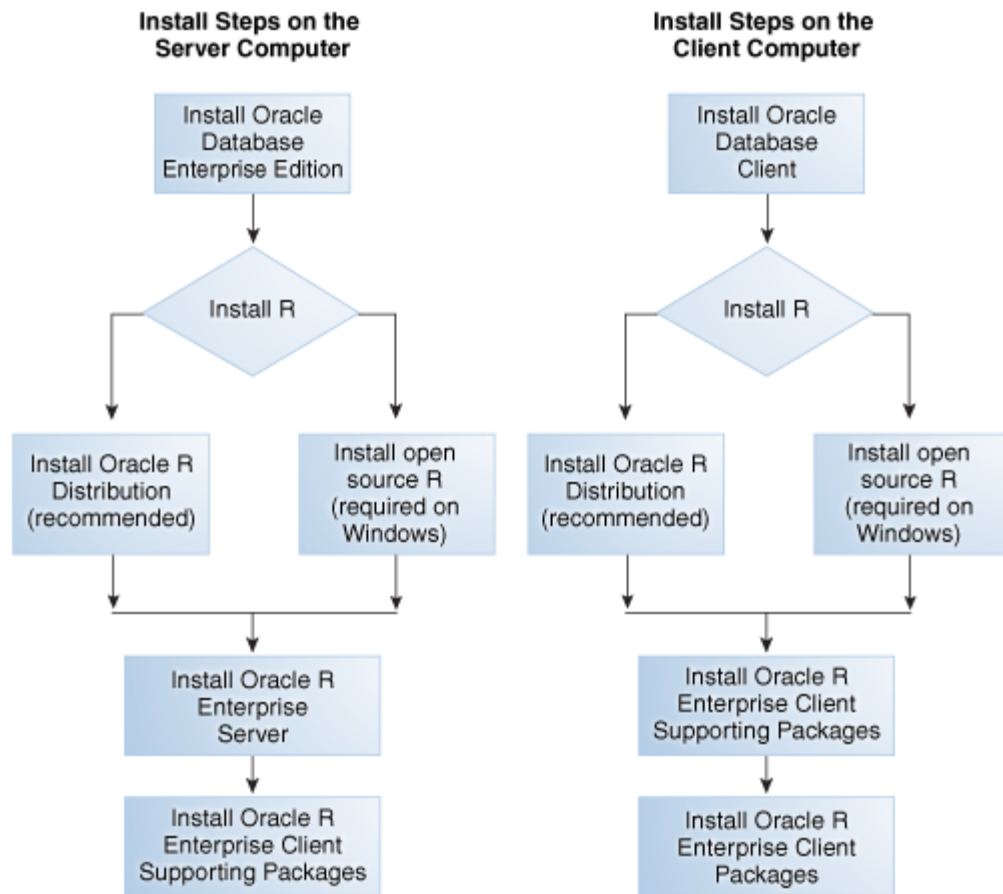 Install Steps on the
Server Computer
Install Oracle
Database
Enterprise Edition
Install R
Install Oracle R
Distribution
(recommended)
Install open
source R
(required on
Windows)
Install Oracle R
Enterprise
Server
Install Oracle R
Enterprise Client
Supporting Packages
Install Steps on the
Client Computer
Install Oracle
Database
Client
Install R
Install Oracle R
Distribution
(recommended)
Install open
source R
(required on
Windows)
Install Oracle R
Enterprise Client
Supporting Packages
Install Oracle R
Enterprise Client
Packages